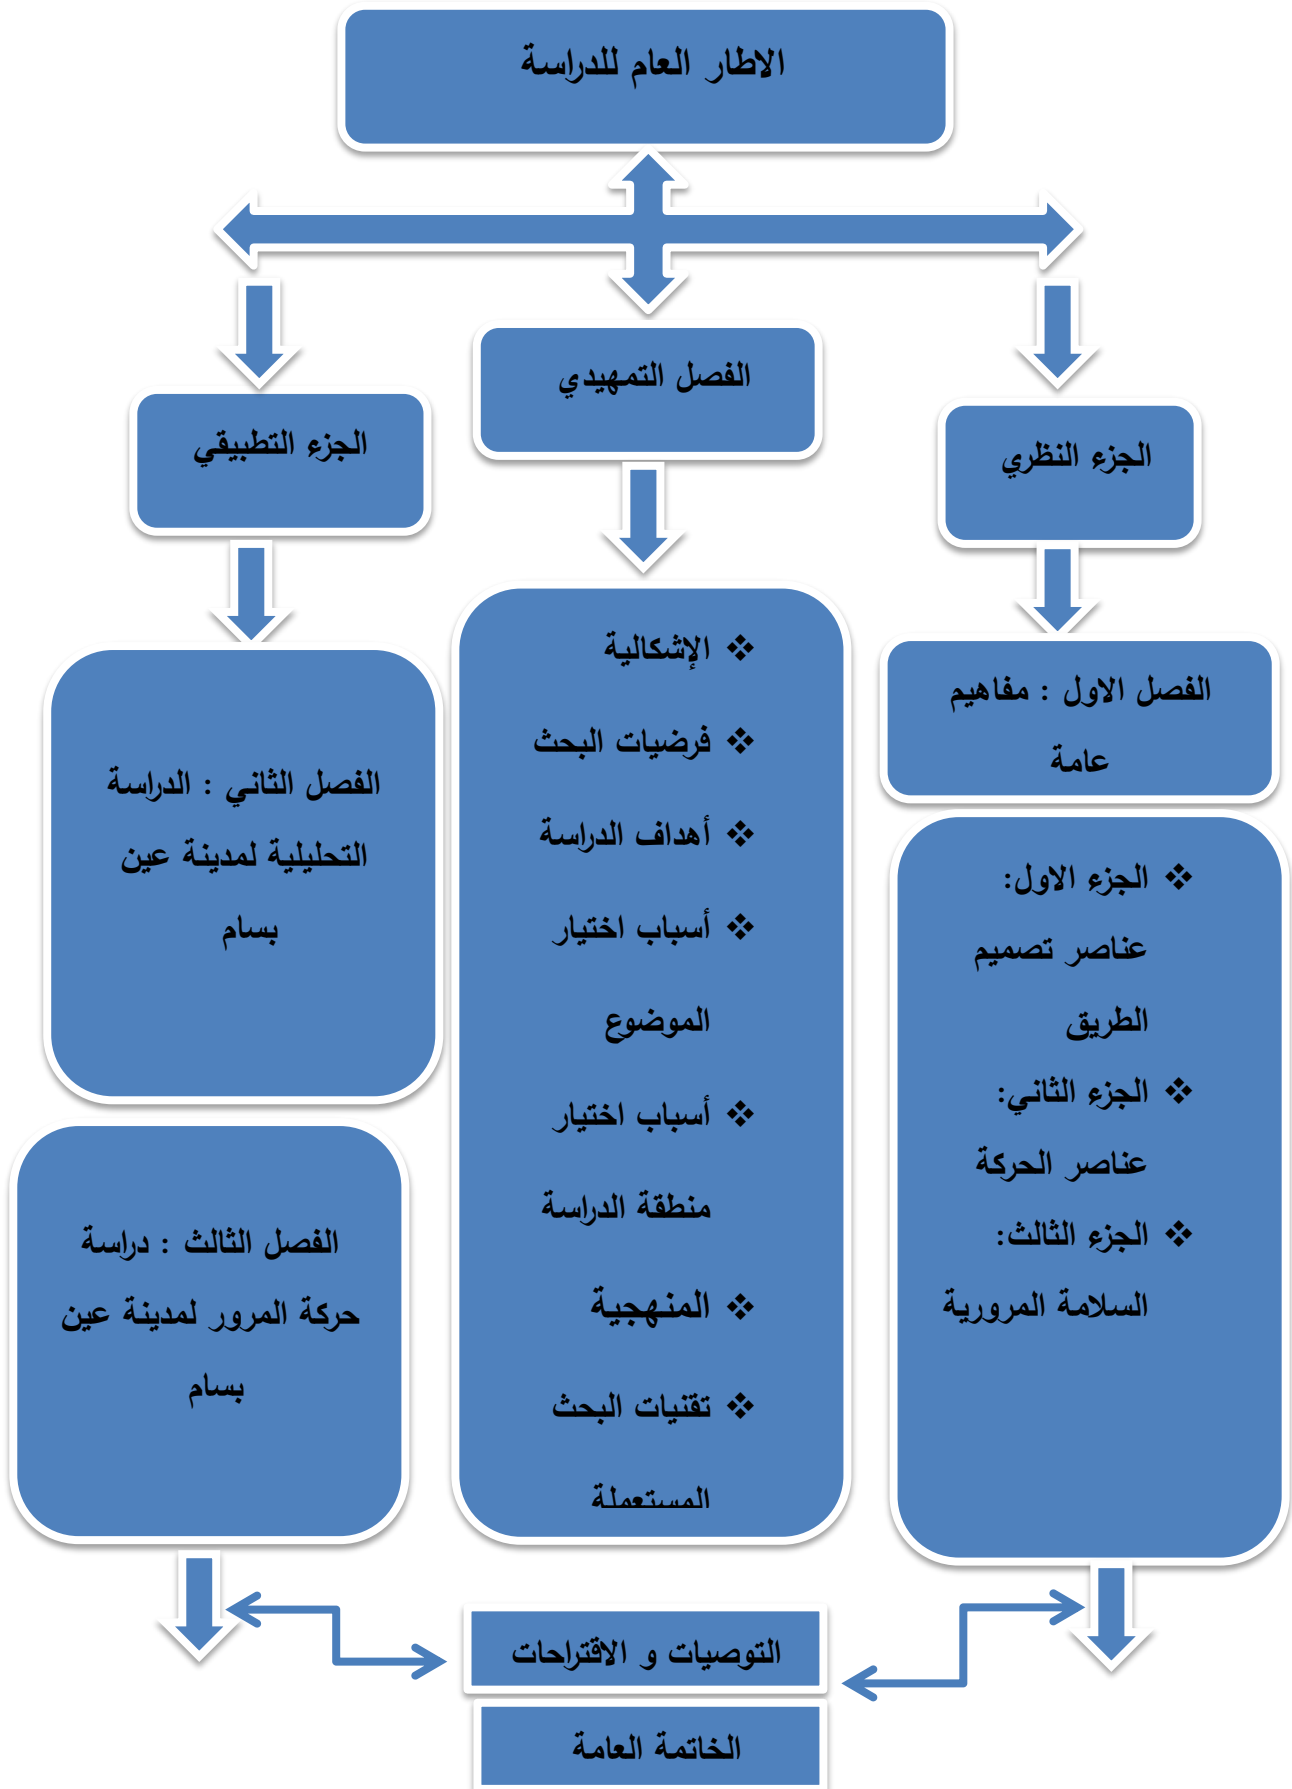 الاطار العام للدراسة
الفصل التمهيدي
الجزء التطبيقي
الجزء النظري
❖ الإشكالية
❖ فرضيات البحث
❖ أهداف الدراسة
❖ أسباب اختيار
الموضوع
❖ أسباب اختيار
منطقة الدراسة
❖ المنهجية
❖ تقنيات البحث
المستعملة
الفصل الاول : مفاهيم
عامة
❖ الجزء الاول:
عناصر تصميم
الطريق
❖ الجزء الثاني:
عناصر الحركة
❖ الجزء الثالث:
السلامة المرورية
الفصل الثاني : الدراسة
التحليلية لمدينة عين
بسام
الفصل الثالث : دراسة
حركة المرور لمدينة عين
بسام
التوصيات و الاقتراحات
الخاتمة العامة